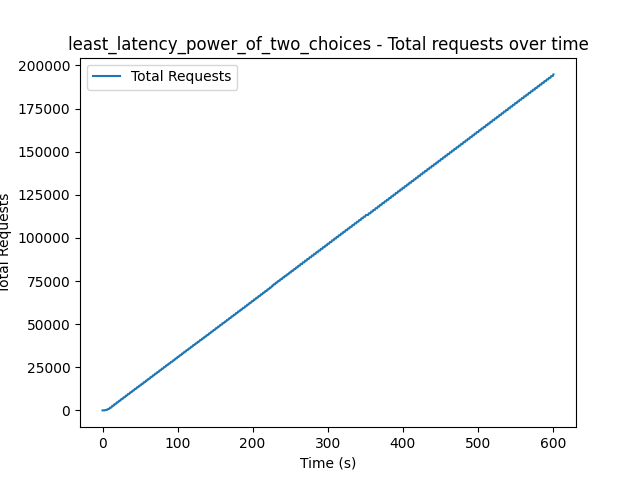 least_latency_power_of_two_choices - Total requests over time
Total Requests
200000
175000
150000
125000
100000
75000
50000
25000
0
Total Requests
0 100 200 300 400 500 600
Time (s)